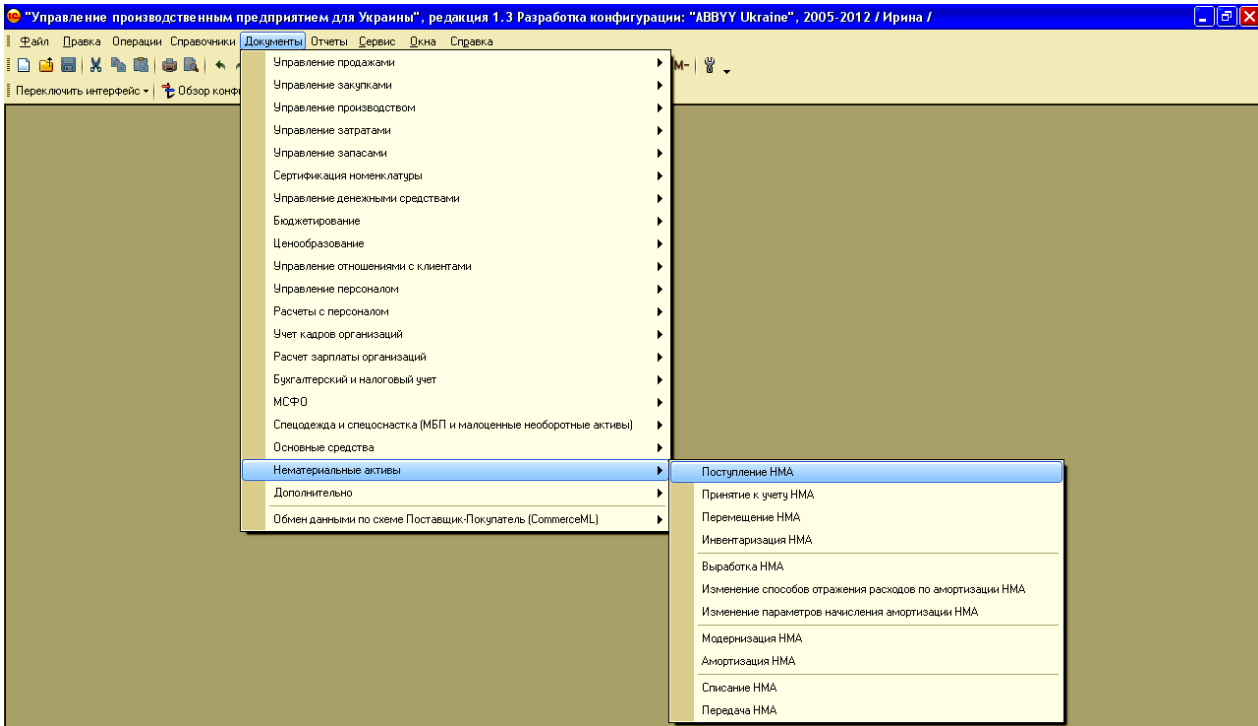 "Управление производственным предприятием для Украины", редакция 1.3 Разработка конфигурации: "ABBYY Ukraine", 2005-2012 / Ирина /
Файл Правка Операции Справочники Документы Отчеты Сервис Окна Справка
M-
Переключить интерфейс Обзор конфи
Управление продажами
Управление закупками
Управление производством
Управление затратами
Управление запасами
Сертификация номенклатуры
Управление денежными средствами
Бюджетирование
Ценообразование
Управление отношениями с клиентами
Управление персоналом
Расчеты с персоналом
Учет кадров организаций
Расчет зарплаты организаций
Бухгалтерский и налоговый учет
МСФО
Спецодежда и спецоснастка (МБП и малоценные необоротные активы)
Основные средства
Нематериальные активы
Дополнительно
Обмен данными по схеме Поставщик-Покупатель (CommerceML)
Поступление НМА
Принятие к учету НМА
Перемещение НМА
Инвентаризация НМА
Выработка НМА
Изменение способов отражения расходов по амортизации НМА
Изменение параметров начисления амортизации НМА
Модернизация НМА
Амортизация НМА
Списание НМА
Передача НМА